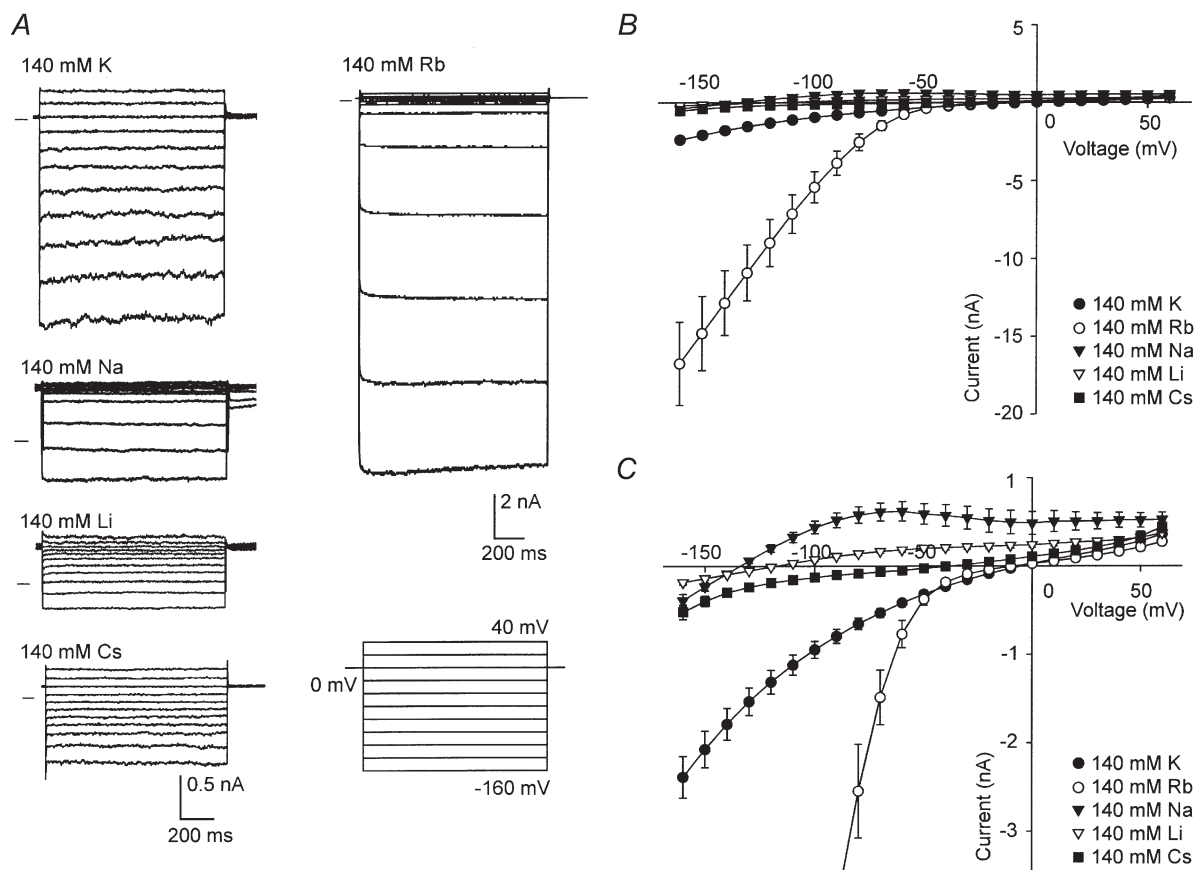 A
140 mM K
140 mM Rb
140 mM Na
140 mM Li
140 mM Cs
2 nA
200 ms
0.5 nA
200 ms
40 mV
0 mV
-160 mV
B
5
-150
-100
-50
0
50
Voltage (mV)
-5
-10
-15
-20
Current (nA)
140 mM K
140 mM Rb
140 mM Na
140 mM Li
140 mM Cs
C
1
-150
-100
-50
0
50
Voltage (mV)
-1
-2
-3
Current (nA)
140 mM K
140 mM Rb
140 mM Na
140 mM Li
140 mM Cs